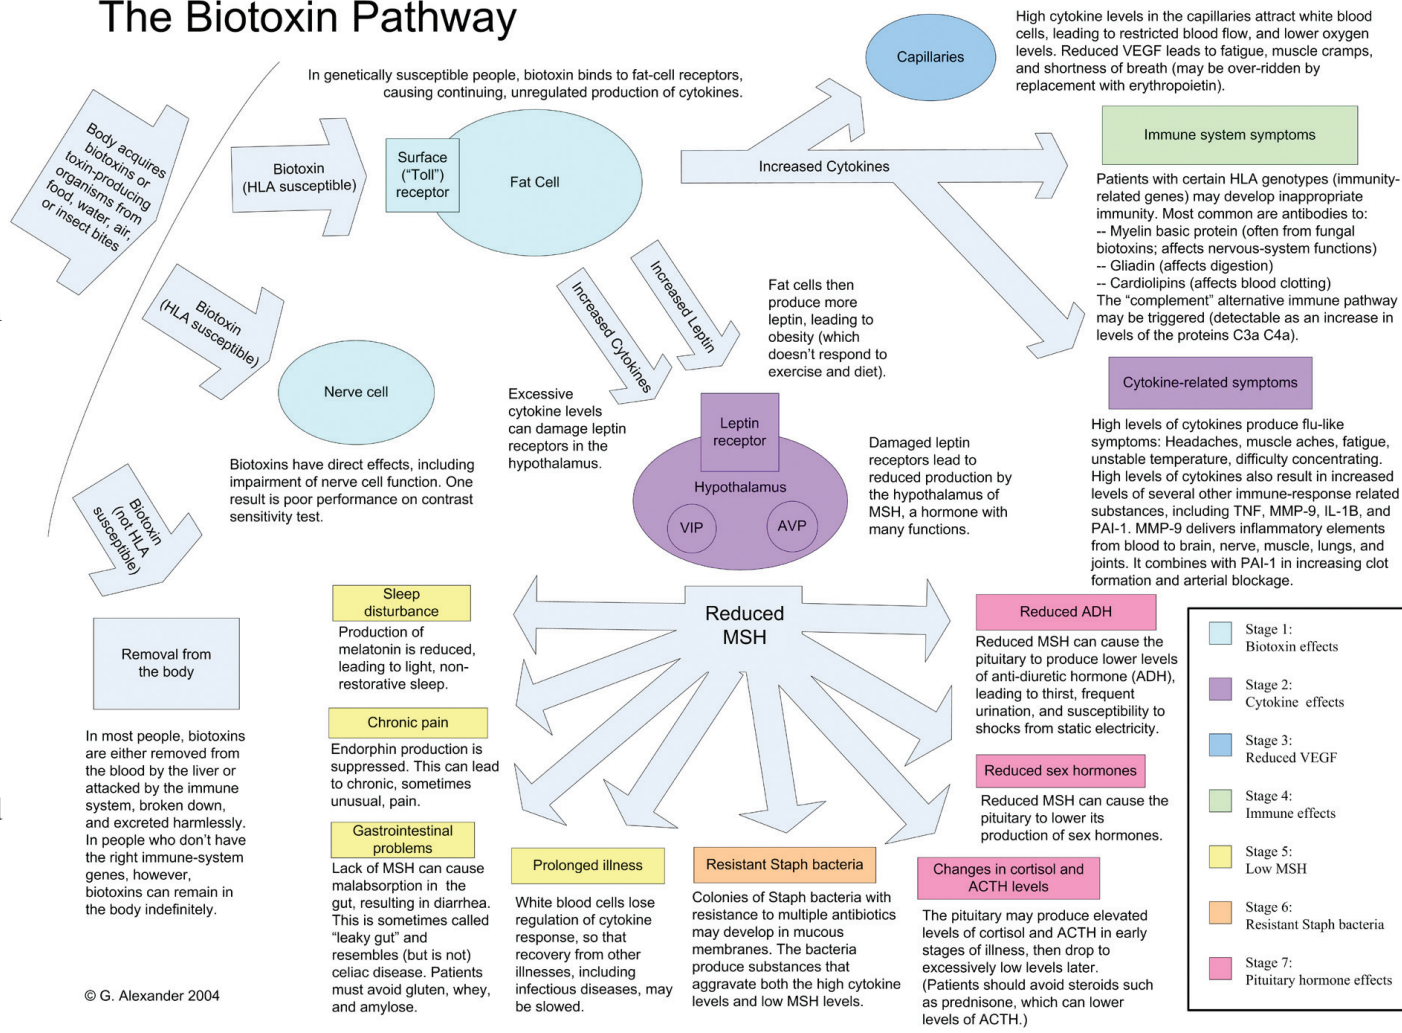 The Biotoxin Pathway
Body acquires
biotoxins or
toxin-producing
organisms from
food, water, air,
or insect bites
In genetically susceptible people, biotoxin binds to fat-cell receptors,
causing continuing, unregulated production of cytokines.
Biotoxin
(HLA susceptible)
Surface
("Toll")
receptor
Fat Cell
Increased Cytokines
Capillaries
High cytokine levels in the capillaries attract white blood
cells, leading to restricted blood flow, and lower oxygen
levels. Reduced VEGF leads to fatigue, muscle cramps,
and shortness of breath (may be over-ridden by
replacement with erythropoietin).
Immune system symptoms
Patients with certain HLA genotypes (immunity-
related genes) may develop inappropriate
immunity. Most common are antibodies to:
-- Myelin basic protein (often from fungal
biotoxins; affects nervous-system functions)
-- Gliadin (affects digestion)
-- Cardiolipins (affects blood clotting)
The "complement" alternative immune pathway
may be triggered (detectable as an increase in
levels of the proteins C3a C4a).
Biotoxin
(HLA susceptible)
Nerve cell
Biotoxins have direct effects, including
impairment of nerve cell function. One
result is poor performance on contrast
sensitivity test.
Increased Cytokines
Increased Leptin
Fat cells then
produce more
leptin, leading to
obesity (which
doesn't respond to
exercise and diet).
Excessive
cytokine levels
can damage leptin
receptors in the
hypothalamus.
Leptin
receptor
Hypothalamus
VIP
AVP
Damaged leptin
receptors lead to
reduced production by
the hypothalamus of
MSH, a hormone with
many functions.
Cytokine-related symptoms
High levels of cytokines produce flu-like
symptoms: Headaches, muscle aches, fatigue,
unstable temperature, difficulty concentrating.
High levels of cytokines also result in increased
levels of several other immune-response related
substances, including TNF, MMP-9, IL-1B, and
PAI-1. MMP-9 delivers inflammatory elements
from blood to brain, nerve, muscle, lungs, and
joints. It combines with PAI-1 in increasing clot
formation and arterial blockage.
Biotoxin
(not HLA
susceptible)
Removal from
the body
In most people, biotoxins
are either removed from
the blood by the liver or
attacked by the immune
system, broken down,
and excreted harmlessly.
In people who don't have
the right immune-system
genes, however,
biotoxins can remain in
the body indefinitely.
Reduced
MSH
Sleep
disturbance
Production of
melatonin is reduced,
leading to light, non-
restorative sleep.
Chronic pain
Endorphin production is
suppressed. This can lead
to chronic, sometimes
unusual, pain.
Gastrointestinal
problems
Lack of MSH can cause
malabsorption in the
gut, resulting in diarrhea.
This is sometimes called
"leaky gut" and
resembles (but is not)
celiac disease. Patients
must avoid gluten, whey,
and amylose.
Prolonged illness
White blood cells lose
regulation of cytokine
response, so that
recovery from other
illnesses, including
infectious diseases, may
be slowed.
Resistant Staph bacteria
Colonies of Staph bacteria with
resistance to multiple antibiotics
may develop in mucous
membranes. The bacteria
produce substances that
aggravate both the high cytokine
levels and low MSH levels.
Reduced ADH
Reduced MSH can cause the
pituitary to produce lower levels
of anti-diuretic hormone (ADH),
leading to thirst, frequent
urination, and susceptibility to
shocks from static electricity.
Reduced sex hormones
Reduced MSH can cause the
pituitary to lower its
production of sex hormones.
Changes in cortisol and
ACTH levels
The pituitary may produce elevated
levels of cortisol and ACTH in early
stages of illness, then drop to
excessively low levels later.
(Patients should avoid steroids such
as prednisone, which can lower
levels of ACTH.)
Stage 1:
Biotoxin effects
Stage 2:
Cytokine effects
Stage 3:
Reduced VEGF
Stage 4:
Immune effects
Stage 5:
Low MSH
Stage 6:
Resistant Staph bacteria
Stage 7:
Pituitary hormone effects
© G. Alexander 2004